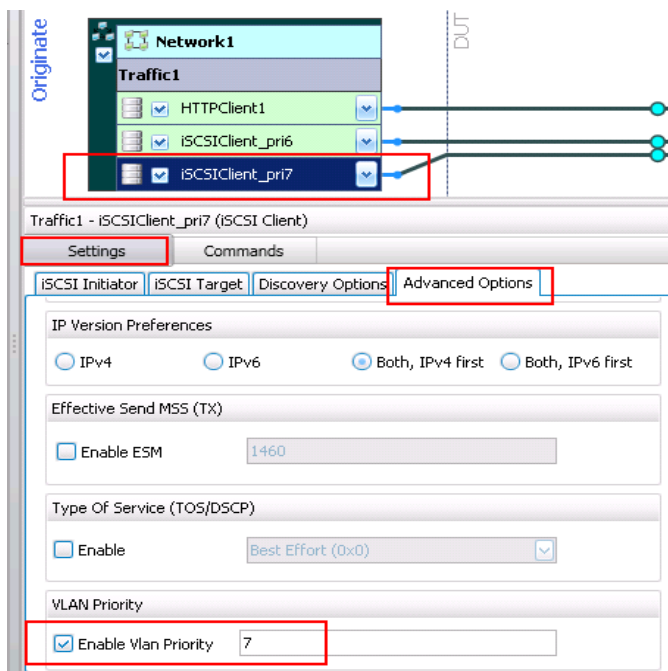 Originate
DUT
Network1
Traffic1
HTTPClient1
iSCSIClient_pri6
iSCSIClient_pri7
Traffic1 - iSCSIClient_pri7 (iSCSI Client)
Settings Commands
iSCSI Initiator iSCSI Target Discovery Options Advanced Options
IP Version Preferences
IPv4 IPv6 Both, IPv4 first Both, IPv6 first
Effective Send MSS (TX)
Enable ESM 1460
Type Of Service (TOS/DSCP)
Enable Best Effort (0x0)
VLAN Priority
Enable Vlan Priority 7